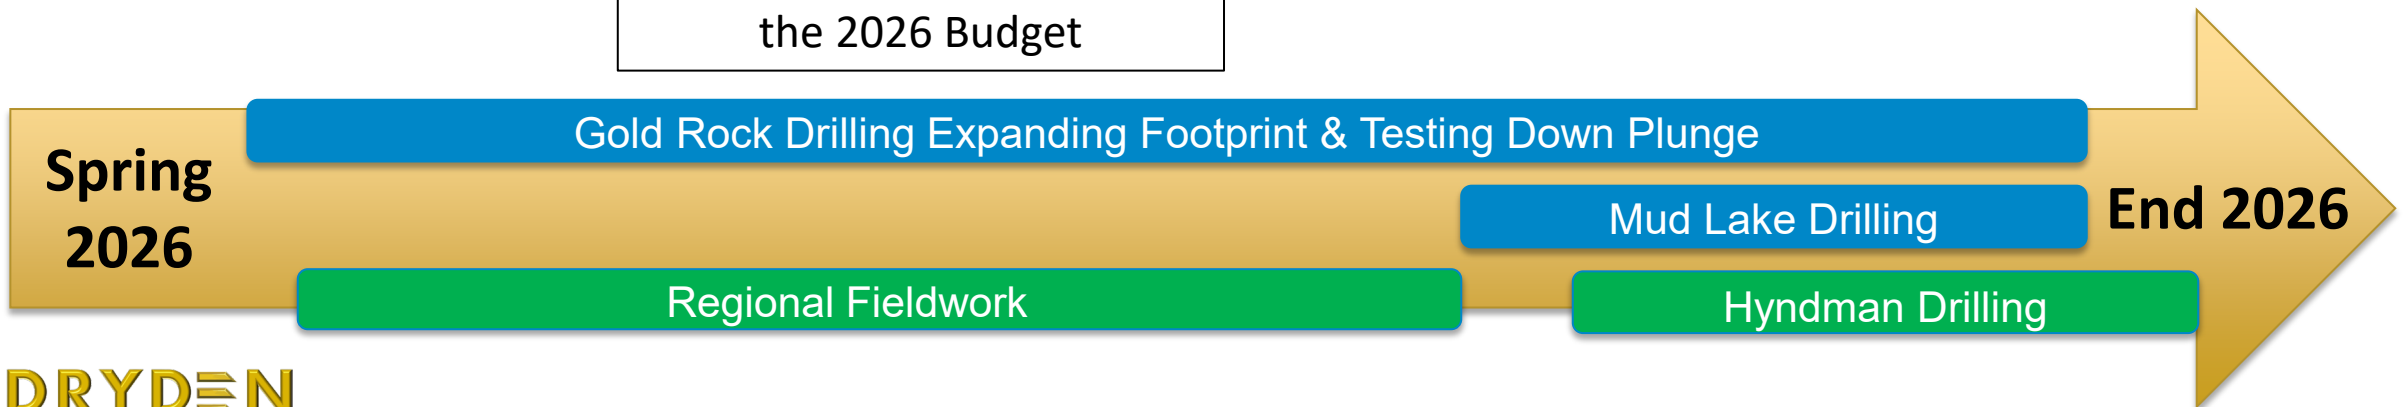 the 2026 Budget
Gold Rock Drilling Expanding Footprint & Testing Down Plunge
Spring
2026
Mud Lake Drilling
End 2026
Regional Fieldwork
Hyndman Drilling
DRYDEN